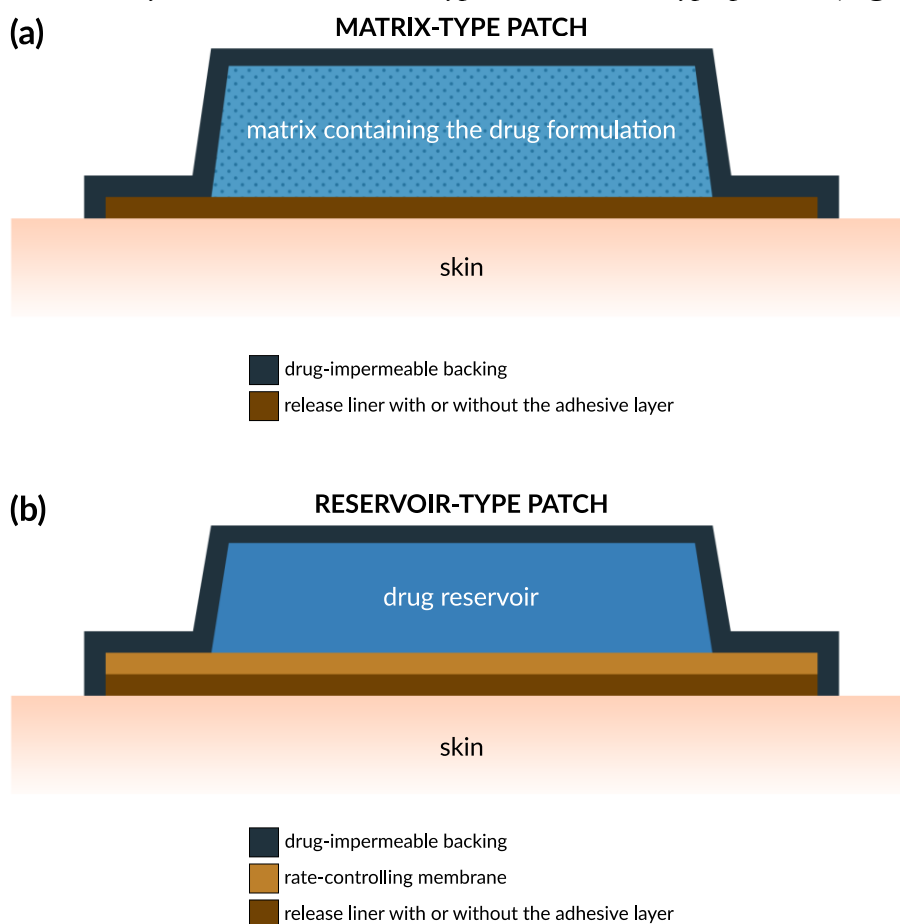 (a)
MATRIX-TYPE PATCH
matrix containing the drug formulation
skin
drug-impermeable backing
release liner with or without the adhesive layer
(b)
RESERVOIR-TYPE PATCH
drug reservoir
skin
drug-impermeable backing
rate-controlling membrane
release liner with or without the adhesive layer